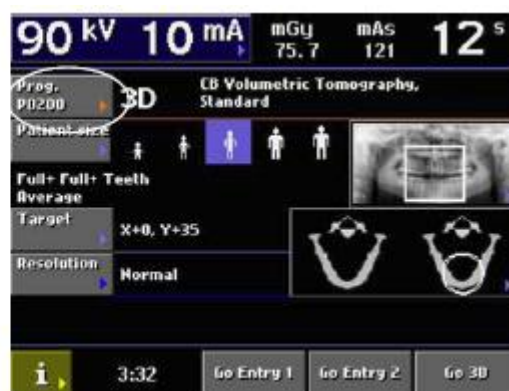 90 kV 10 mA mGy 75.7 mAs 121 12 s
Prog. P0200
3D
CB Volumetric Tomography, Standard
Patient size
Full+ Full+ Teeth
Average
Target
X+0, Y+35
Resolution
Normal
i 3:32 Go Entry 1 Go Entry 2 Go 3D